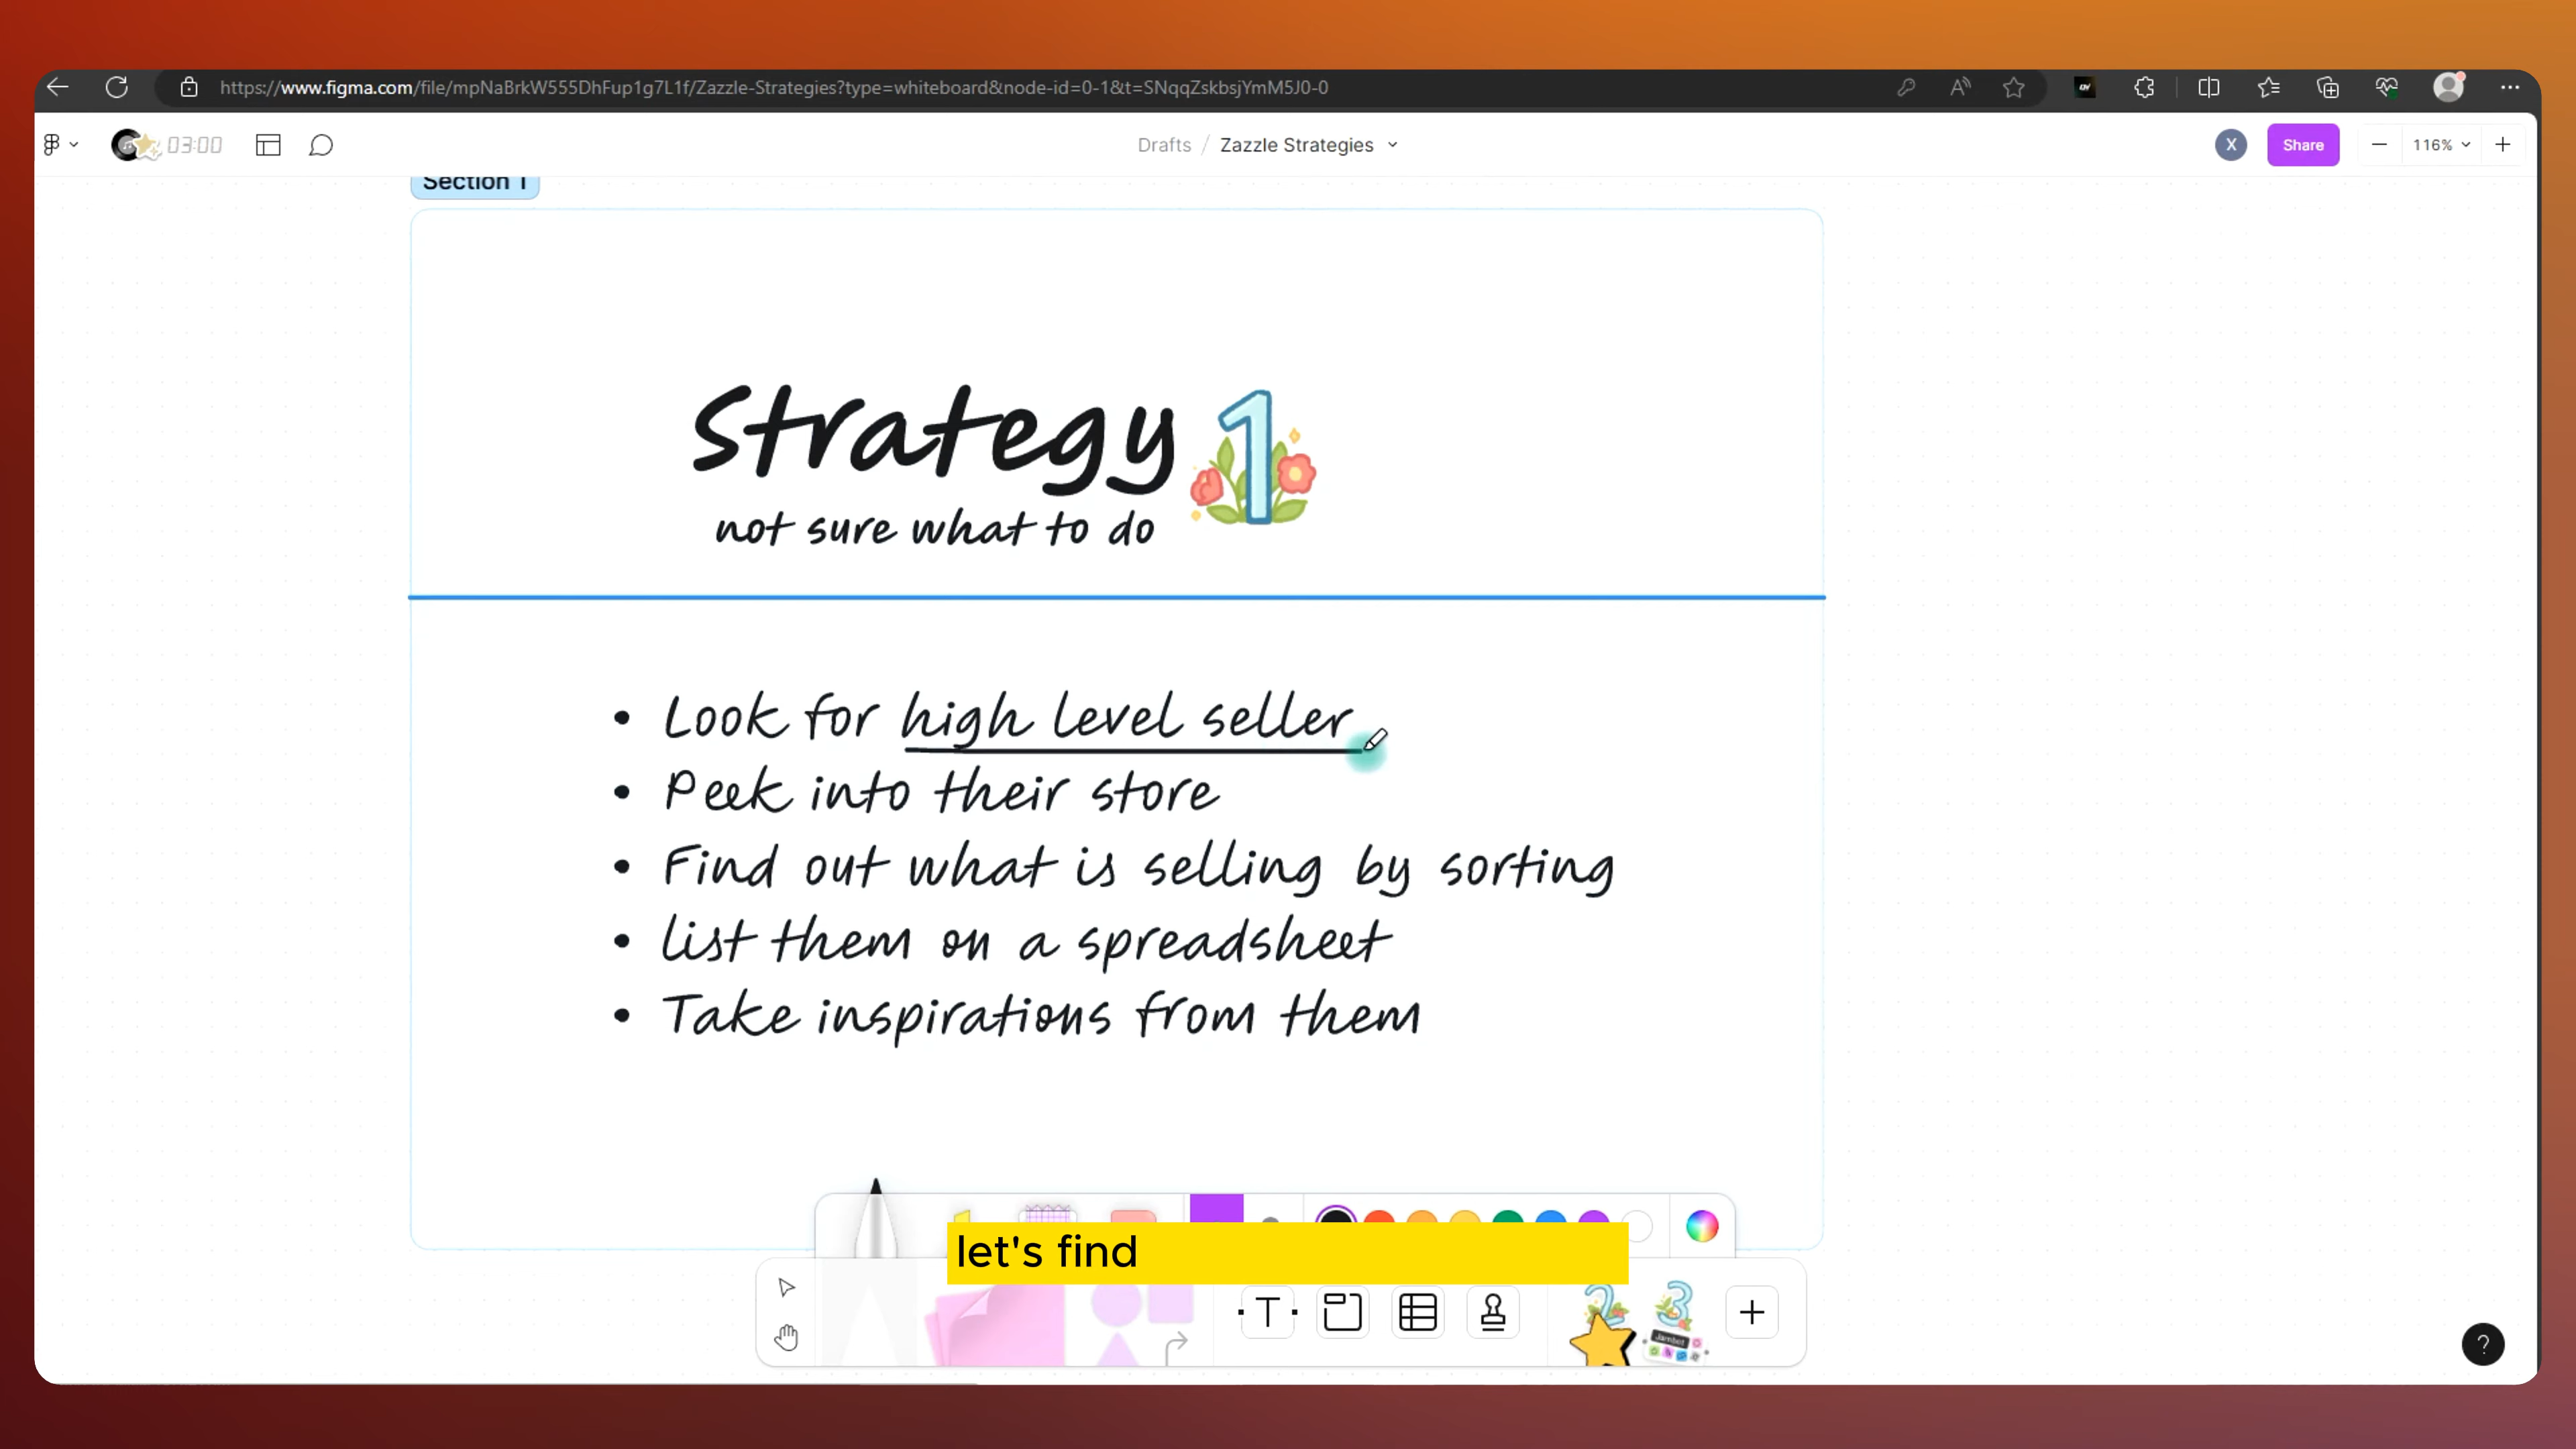 https://www.figma.com/file/mpNaBrkW555DhFup1g7L1f/Zazzle-Strategies?type=whiteboard&node-id=0-1&t=SNqqZskbsjYmM5J0-0
03:00
Drafts / Zazzle Strategies
X
Share
116%
Section 1
Strategy 1
not sure what to do
• Look for high level seller
• Peek into their store
• Find out what is selling by sorting
• list them on a spreadsheet
• Take inspirations from them
let's find
T
2 3
Jambot
?